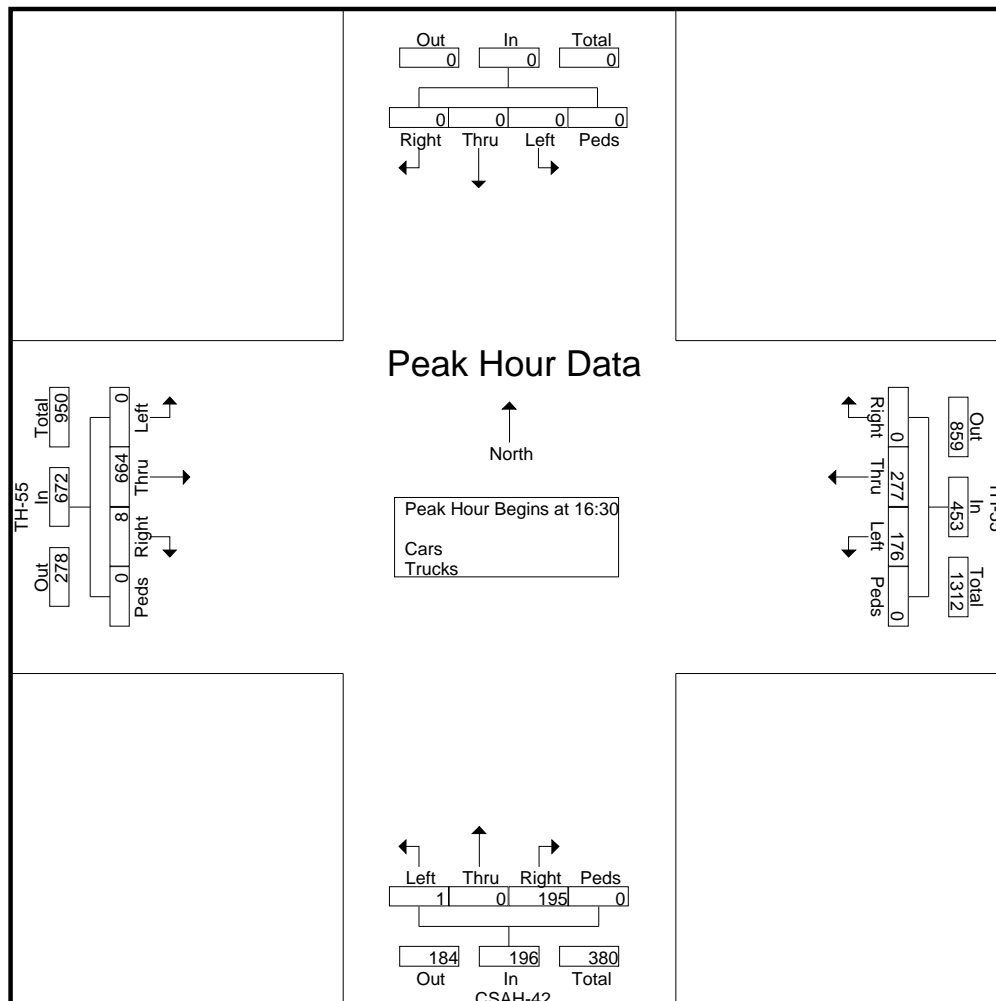 Out In Total
0 0 0
0 0 0 0
Right Thru Left Peds
Peak Hour Data
North
Peak Hour Begins at 16:30
Cars
Trucks
TH-55
Total In Out
950 672 278
0 664 8 0
Left Thru Right Peds
Right Thru Left Peds
0 277 176 0
Out In Total
859 453 1312
Left Thru Right Peds
1 0 195 0
184 196 380
Out In Total
CSAH-42